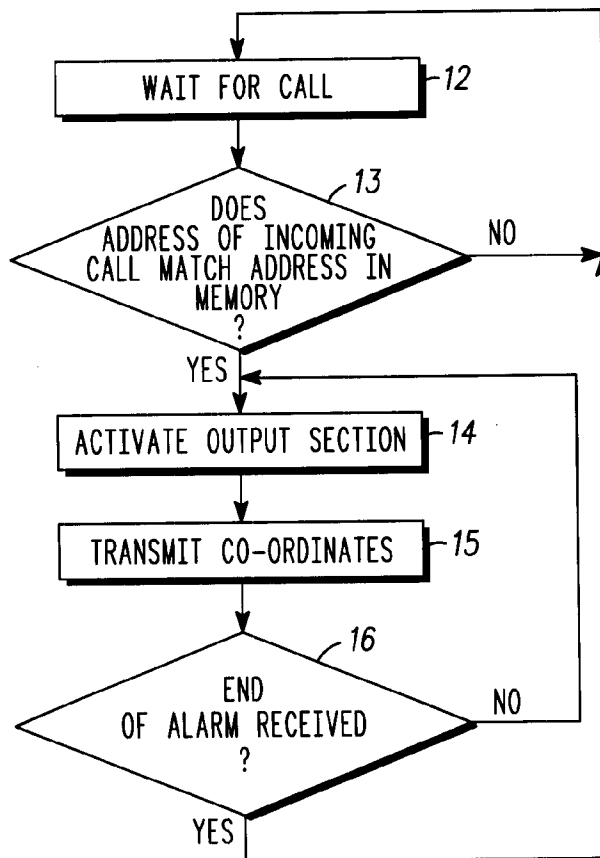 WAIT FOR CALL
12
13
DOES
ADDRESS OF INCOMING
CALL MATCH ADDRESS IN
MEMORY
?
NO
YES
ACTIVATE OUTPUT SECTION
14
TRANSMIT CO-ORDINATES
15
16
END
OF ALARM RECEIVED
?
NO
YES